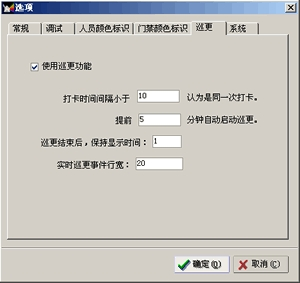 选项
常规 调试 人员颜色标识 门禁颜色标识 巡更 系统
使用巡更功能
打卡时间间隔小于 10 认为是同一次打卡。
提前 5 分钟自动启动巡更。
巡更结束后，保持显示时间： 1
实时巡更事件行宽： 20
确定(O) 取消(C)